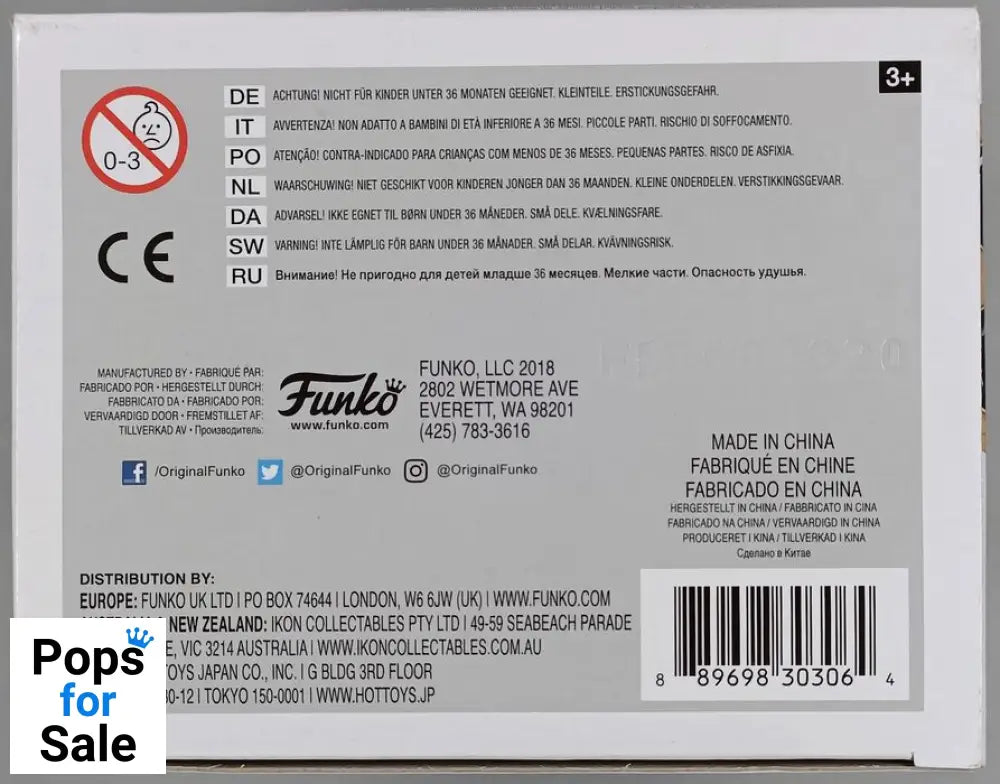 3+
0-3
DE ACHTUNG! NICHT FÜR KINDER UNTER 36 MONATEN GEEIGNET. KLEINTEILE. ERSTICKUNGSGEFAHR.
IT AVVERTENZA! NON ADATTO A BAMBINI DI ETÀ INFERIORE A 36 MESI. PICCOLE PARTI. RISCHIO DI SOFFOCAMENTO.
PO ATENÇÃO! CONTRA-INDICADO PARA CRIANÇAS COM MENOS DE 36 MESES. PEQUENAS PARTES. RISCO DE ASFIXIA.
NL WAARSCHUWING! NIET GESCHIKT VOOR KINDEREN JONGER DAN 36 MAANDEN. KLEINE ONDERDELEN. VERSTIKKINGSGEVAAR.
DA ADVARSEL! IKKE EGNET TIL BØRN UNDER 36 MÅNEDER. SMÅ DELE. KVÆLNINGSFARE.
SW VARNING! INTE LÄMPLIG FÖR BARN UNDER 36 MÅNADER. SMÅ DELAR. KVÄVNINGSRISK.
RU Внимание! Не пригодно для детей младше 36 месяцев. Мелкие части. Опасность удушья.
CE
MANUFACTURED BY • FABRIQUÉ PAR:
FABRICADO POR • HERGESTELLT DURCH:
FABBRICATO DA • FABRICADO POR:
VERVAARDIGD DOOR • FREMSTILLET AF:
TILLVERKAD AV • Производитель:
Funko
www.funko.com
FUNKO, LLC 2018
2802 WETMORE AVE
EVERETT, WA 98201
(425) 783-3616
/OriginalFunko @OriginalFunko @OriginalFunko
MADE IN CHINA
FABRIQUÉ EN CHINE
FABRICADO EN CHINA
HERGESTELLT IN CHINA / FABBRICATO IN CINA
FABRICADO NA CHINA / VERVAARDIGD IN CHINA
PRODUCERET I KINA / TILLVERKAD I KINA
Сделано в Китае
DISTRIBUTION BY:
EUROPE: FUNKO UK LTD I PO BOX 74644 I LONDON, W6 6JW (UK) I WWW.FUNKO.COM
NEW ZEALAND: IKON COLLECTABLES PTY LTD I 49-59 SEABEACH PARADE
E, VIC 3214 AUSTRALIA I WWW.IKONCOLLECTABLES.COM.AU
TOYS JAPAN CO., INC. I G BLDG 3RD FLOOR
30-12 I TOKYO 150-0001 I WWW.HOTTOYS.JP
8 89698 30306 4
Pops
for
Sale